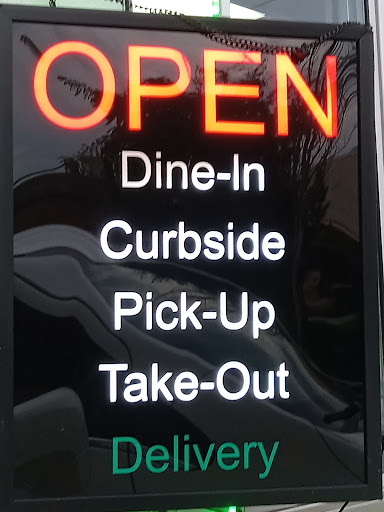 OPEN
Dine-In
Curbside
Pick-Up
Take-Out
Delivery